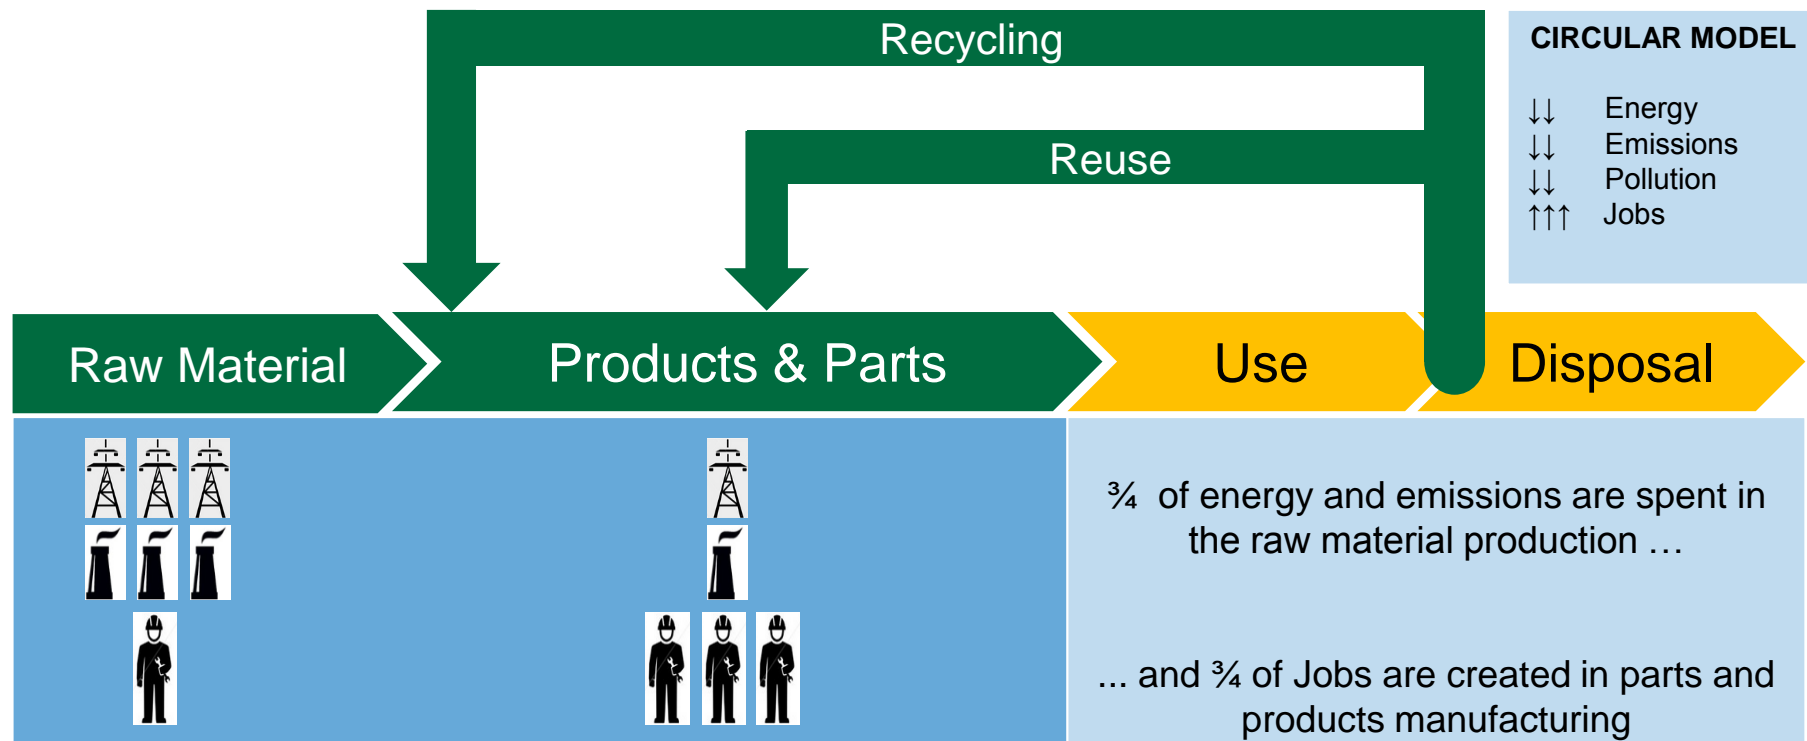 Recycling
CIRCULAR MODEL
↓↓ Energy
↓↓ Emissions
↓↓ Pollution
↑↑↑ Jobs
Reuse
Raw Material
Products & Parts
Use
Disposal
¾ of energy and emissions are spent in
the raw material production …
... and ¾ of Jobs are created in parts and
products manufacturing